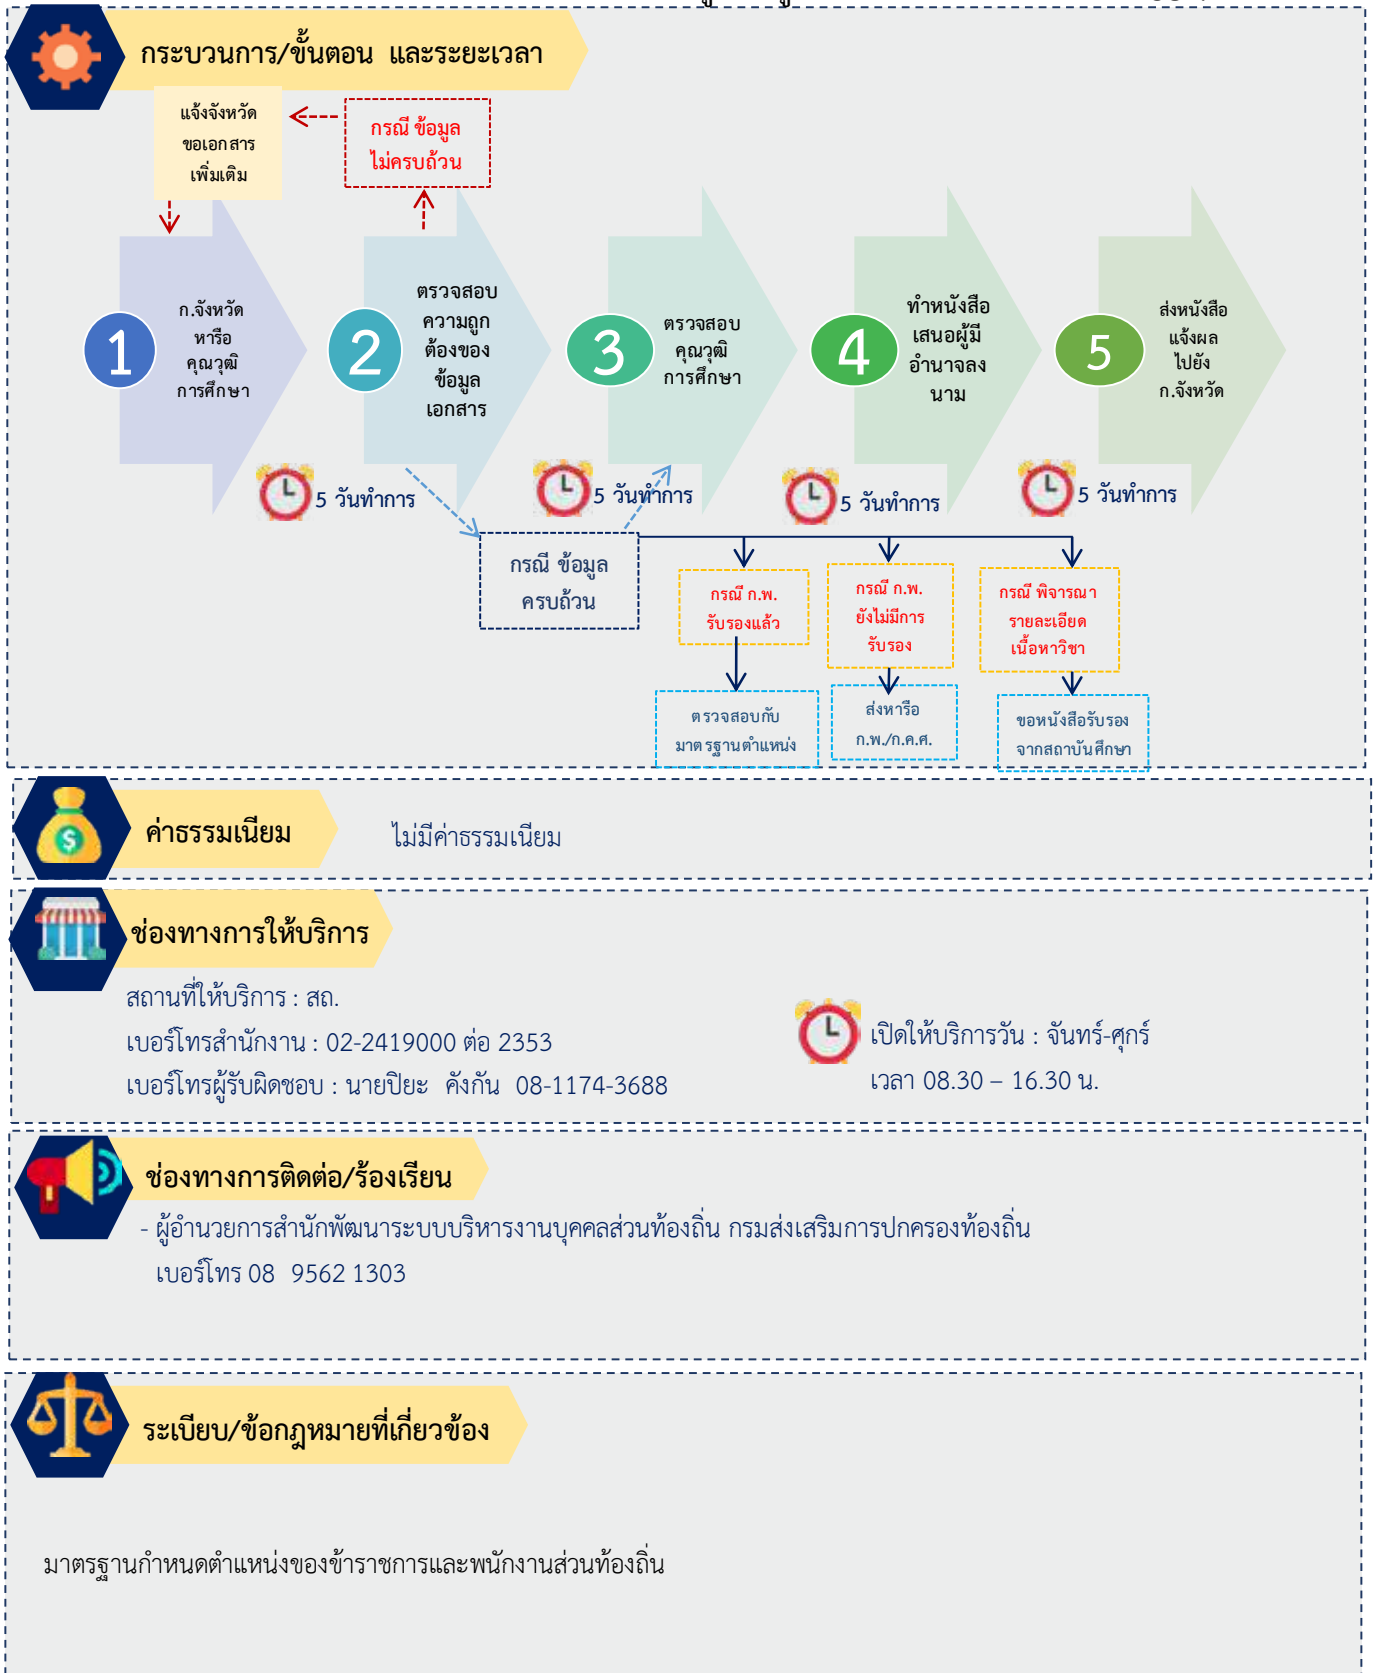 กระบวนการ/ขั้นตอน และระยะเวลา
แจ้งจังหวัด
ขอเอกสาร
เพิ่มเติม
กรณี ข้อมูล
ไม่ครบถ้วน
1
ก.จังหวัด
หารือ
คุณวุฒิ
การศึกษา
2
ตรวจสอบ
ความถูก
ต้องของ
ข้อมูล
เอกสาร
3
ตรวจสอบ
คุณวุฒิ
การศึกษา
4
ทำหนังสือ
เสนอผู้มี
อำนาจลง
นาม
5
ส่งหนังสือ
แจ้งผล
ไปยัง
ก.จังหวัด
5 วันทำการ
5 วันทำการ
5 วันทำการ
5 วันทำการ
กรณี ข้อมูล
ครบถ้วน
กรณี ก.พ.
รับรองแล้ว
กรณี ก.พ.
ยังไม่มีการ
รับรอง
กรณี พิจารณา
รายละเอียด
เนื้อหาวิชา
ตรวจสอบกับ
มาตรฐานตำแหน่ง
ส่งหารือ
ก.พ./ก.ค.ศ.
ขอหนังสือรับรอง
จากสถาบันศึกษา
ค่าธรรมเนียม
ไม่มีค่าธรรมเนียม
ช่องทางการให้บริการ
สถานที่ให้บริการ : สถ.
เบอร์โทรสำนักงาน : 02-2419000 ต่อ 2353
เบอร์โทรผู้รับผิดชอบ : นายปิยะ คังกัน 08-1174-3688
เปิดให้บริการวัน : จันทร์-ศุกร์
เวลา 08.30 – 16.30 น.
ช่องทางการติดต่อ/ร้องเรียน
- ผู้อำนวยการสำนักพัฒนาระบบบริหารงานบุคคลส่วนท้องถิ่น กรมส่งเสริมการปกครองท้องถิ่น
เบอร์โทร 08 9562 1303
ระเบียบ/ข้อกฎหมายที่เกี่ยวข้อง
มาตรฐานกำหนดตำแหน่งของข้าราชการและพนักงานส่วนท้องถิ่น